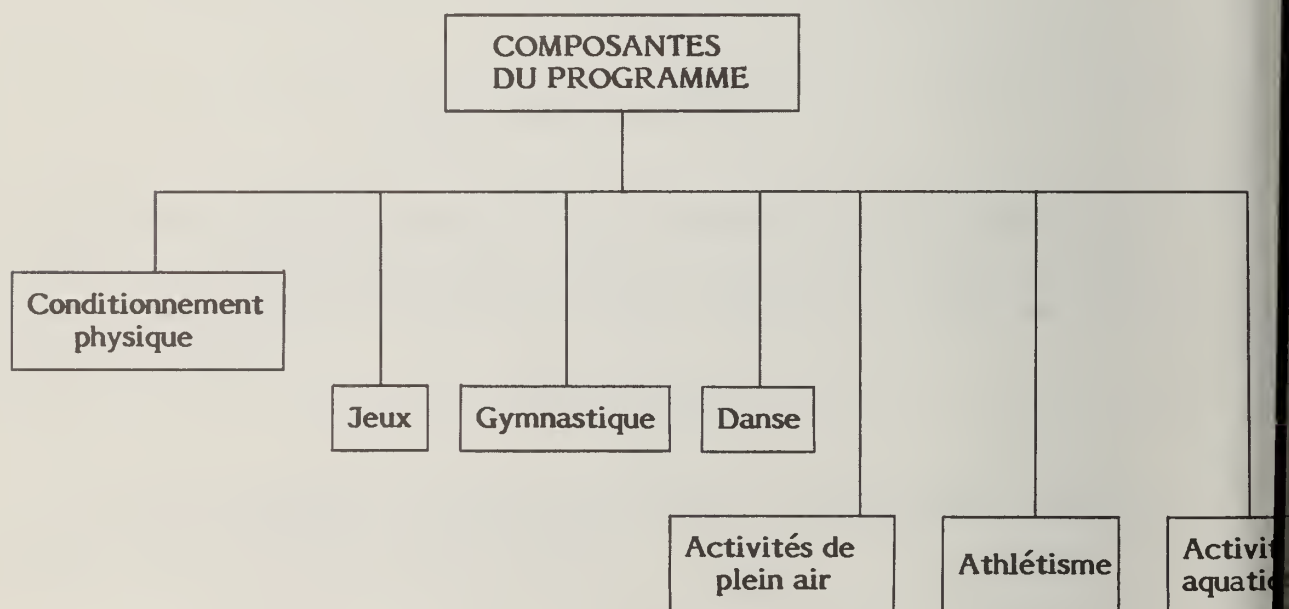 COMPOSANTES
DU PROGRAMME
Conditionnement
physique
Jeux
Gymnastique
Danse
Activités de
plein air
Athlétisme